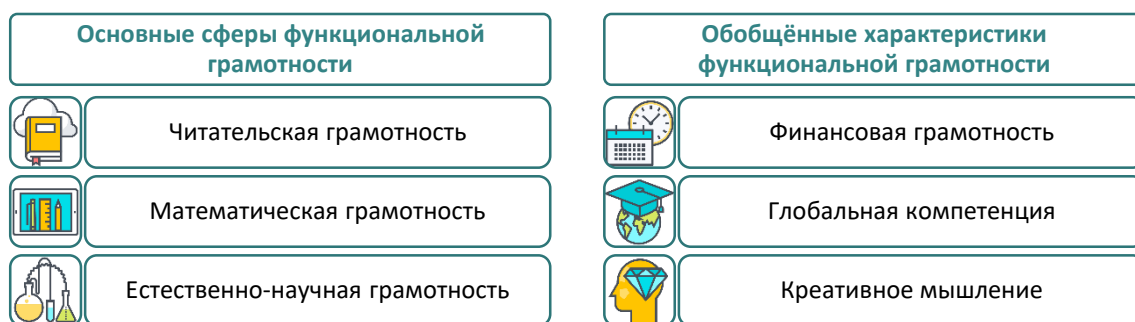 Основные сферы функциональной
грамотности
Читательская грамотность
Математическая грамотность
Естественно-научная грамотность
Обобщённые характеристики
функциональной грамотности
Финансовая грамотность
Глобальная компетенция
Креативное мышление